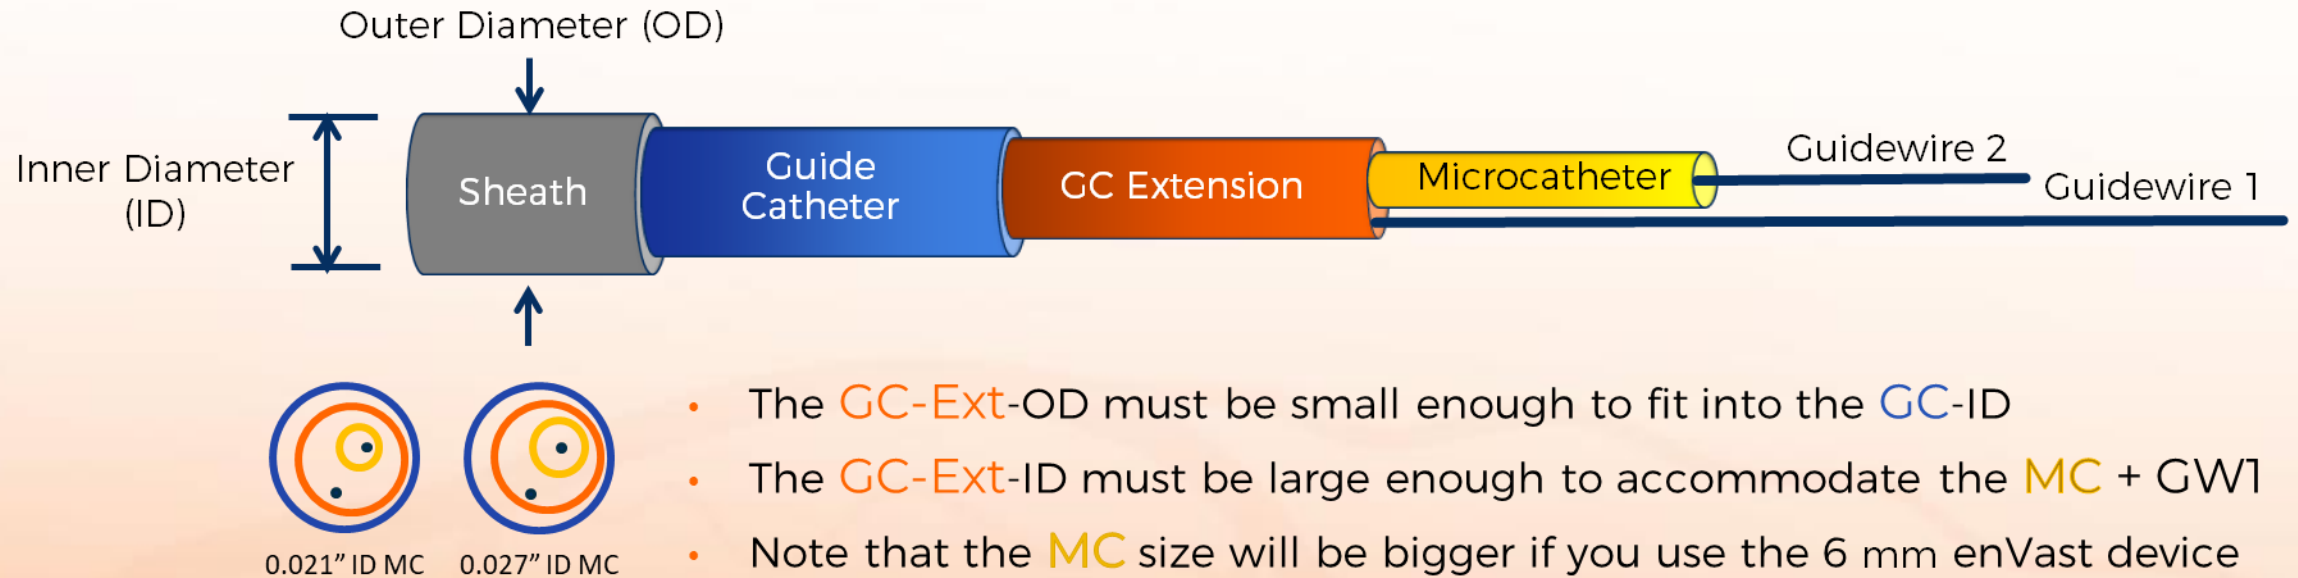 Outer Diameter (OD)
Inner Diameter
(ID)
Sheath
Guide
Catheter
GC Extension
Microcatheter
Guidewire 2
Guidewire 1
0.021” ID MC
0.027” ID MC
• The GC-Ext-OD must be small enough to fit into the GC-ID
• The GC-Ext-ID must be large enough to accommodate the MC + GW1
• Note that the MC size will be bigger if you use the 6 mm enVast device